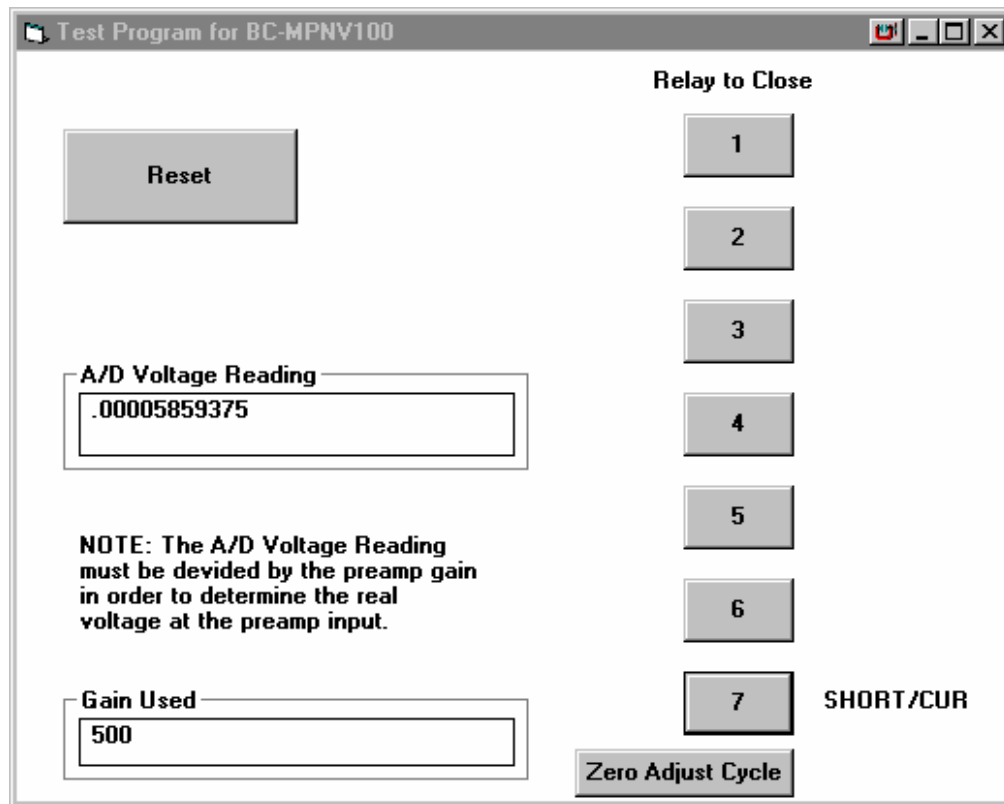 Test Program for BC-MPNV100
Relay to Close
Reset
1
2
3
4
5
6
7
SHORT/CUR
A/D Voltage Reading
.00005859375
NOTE: The A/D Voltage Reading
must be devided by the preamp gain
in order to determine the real
voltage at the preamp input.
Gain Used
500
Zero Adjust Cycle